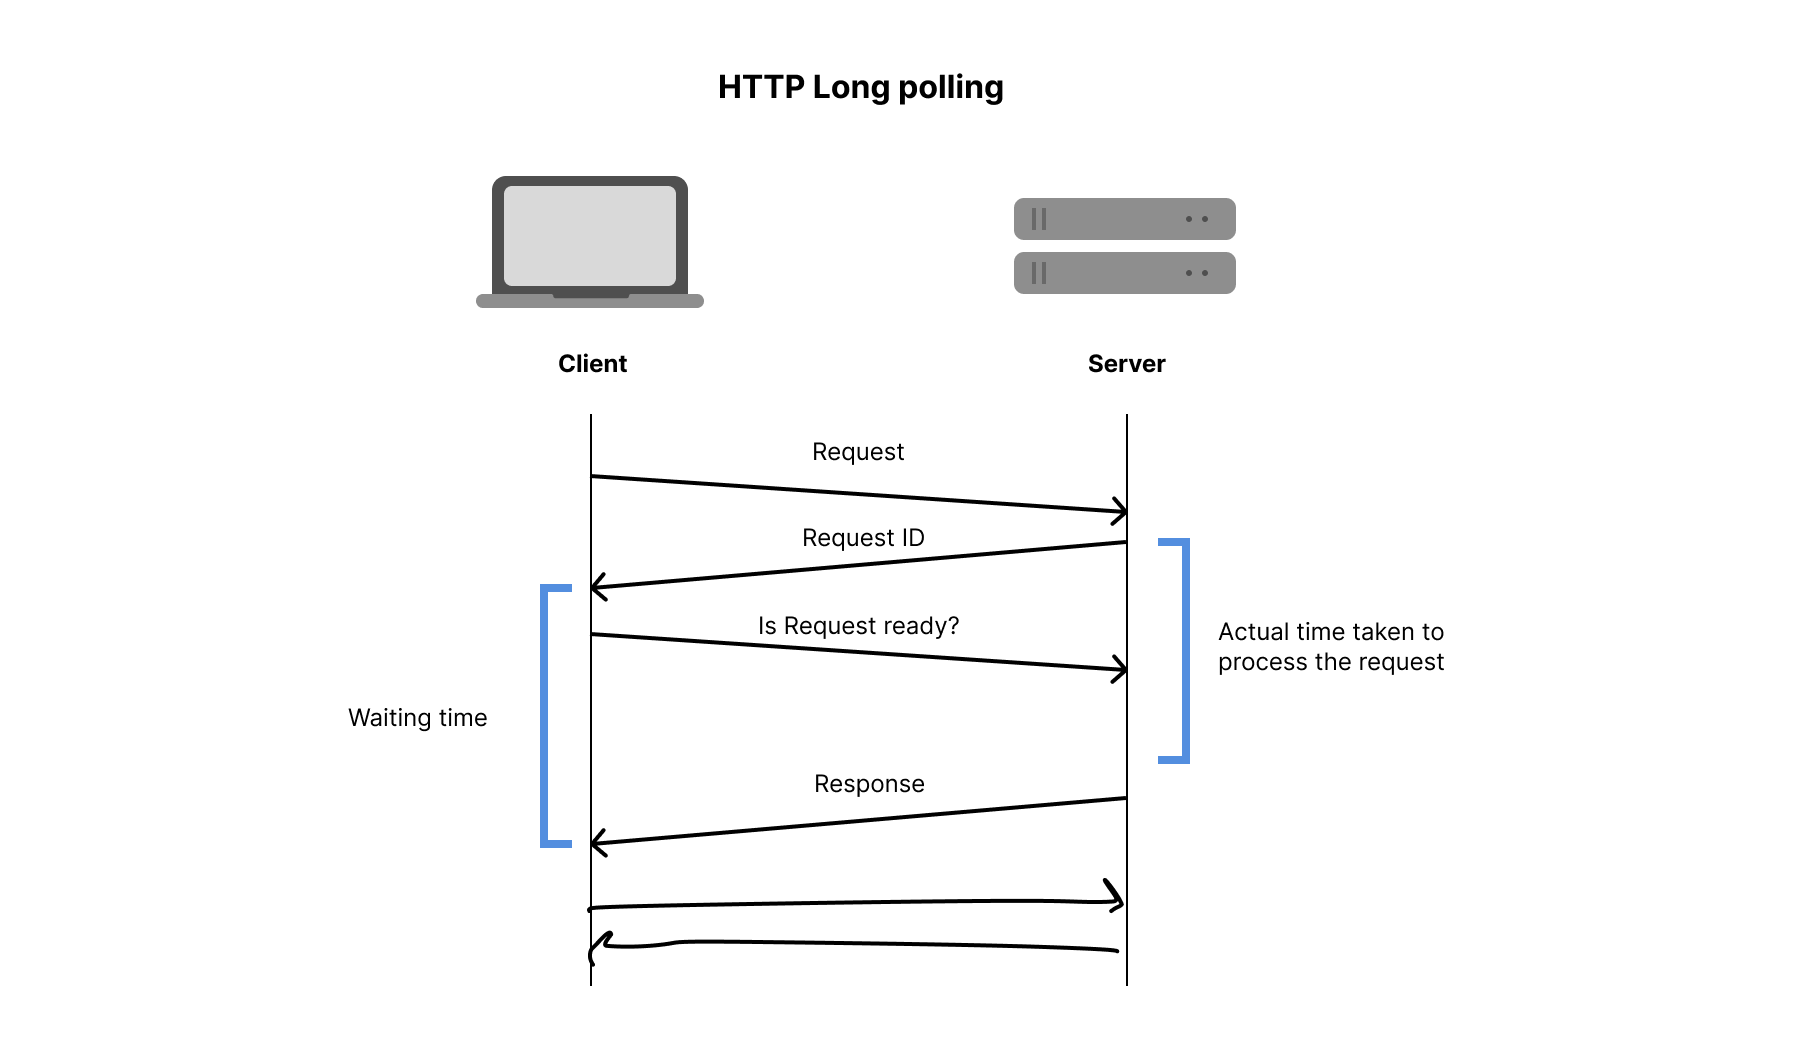 HTTP Long polling
Client
Server
Request
Request ID
Is Request ready?
Actual time taken to
process the request
Waiting time
Response